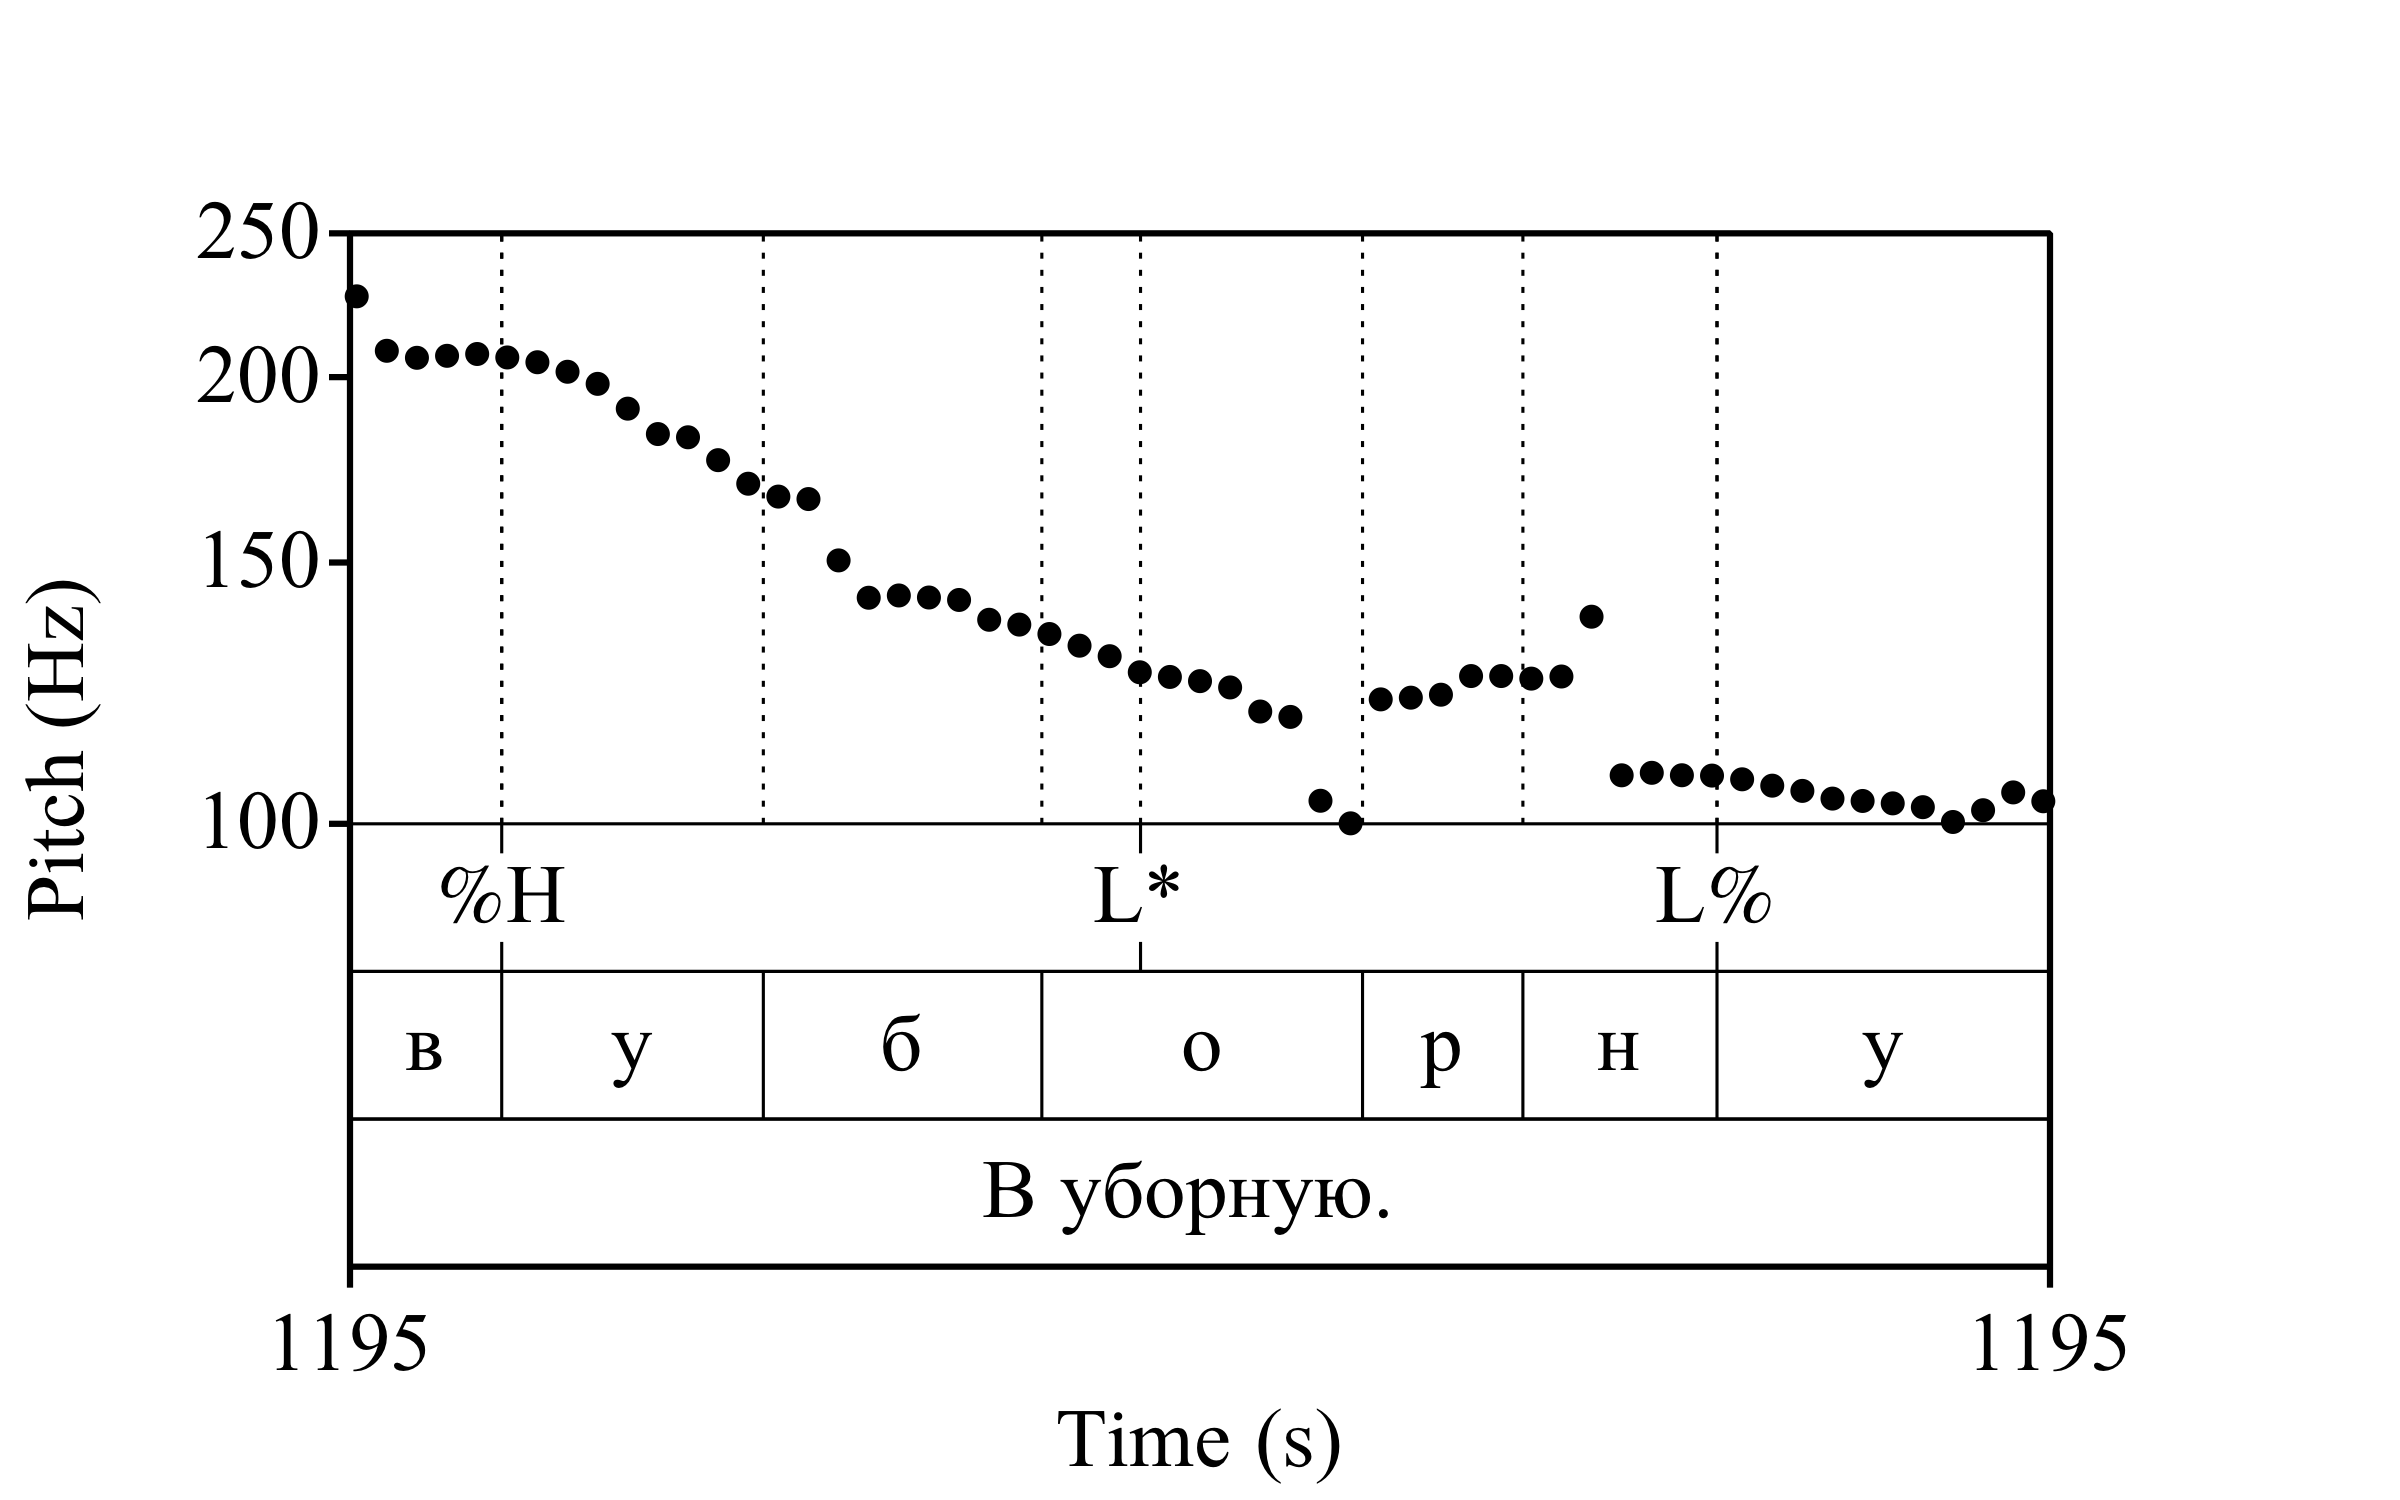 250
200
150
100
Pitch (Hz)
%H L* L%
в у б о р н у
В уборную.
1195 1195
Time (s)